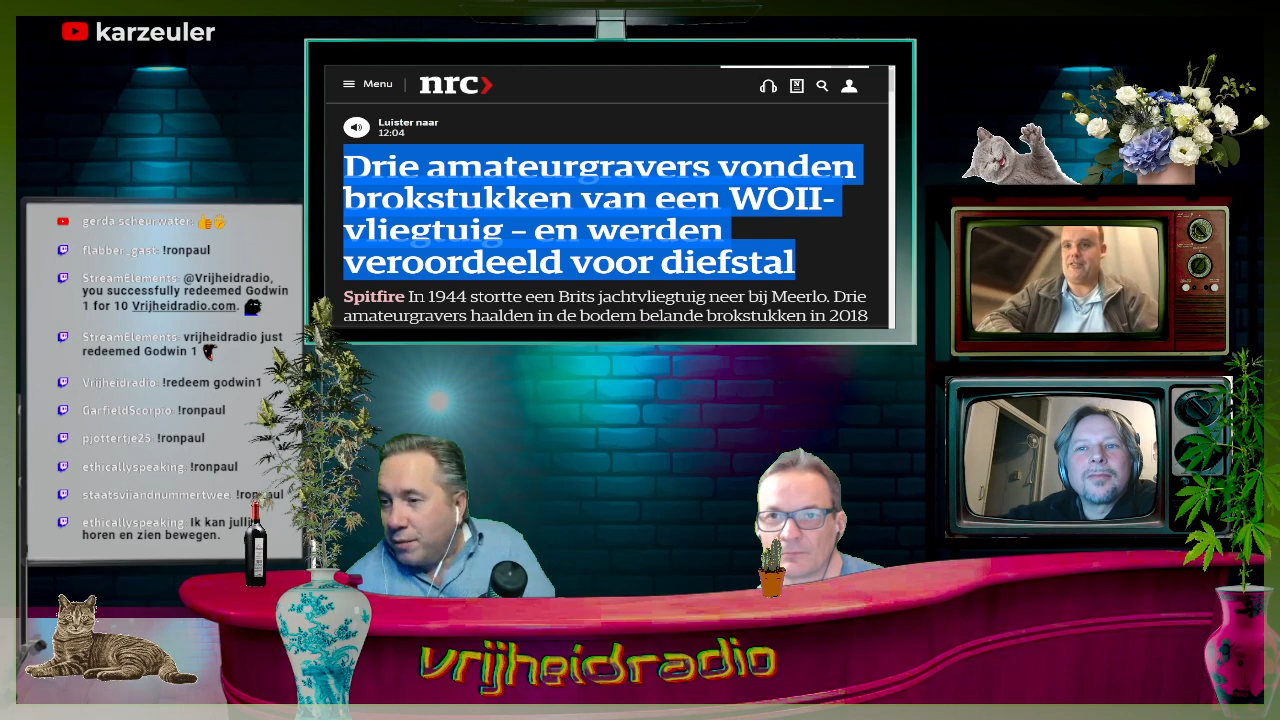 karzeuler
Menu
nrc
Luister naar
12:04
Drie amateurgravers vonden
brokstukken van een WOII-
vliegtuig – en werden
veroordeeld voor diefstal
Spitfire In 1944 stortte een Brits jachtvliegtuig neer bij Meerlo. Drie
amateurgravers haalden in de bodem belande brokstukken in 2018
gerda scheurwater: 👍👋
flabber_gast: !ronpaul
StreamElements: @Vrijheidradio,
you successfully redeemed Godwin
1 for 10 Vrijheidradio.com.
StreamElements: vrijheidradio just
redeemed Godwin 1
Vrijheidradio: !redeem godwin1
GarfieldScorpio: !ronpaul
pjottertje25: !ronpaul
ethicallyspeaking: !ronpaul
staatsvijandnummertwee:
ethicallyspeaking: Ik kan
horen en zien bewegen.
vrijheidradio